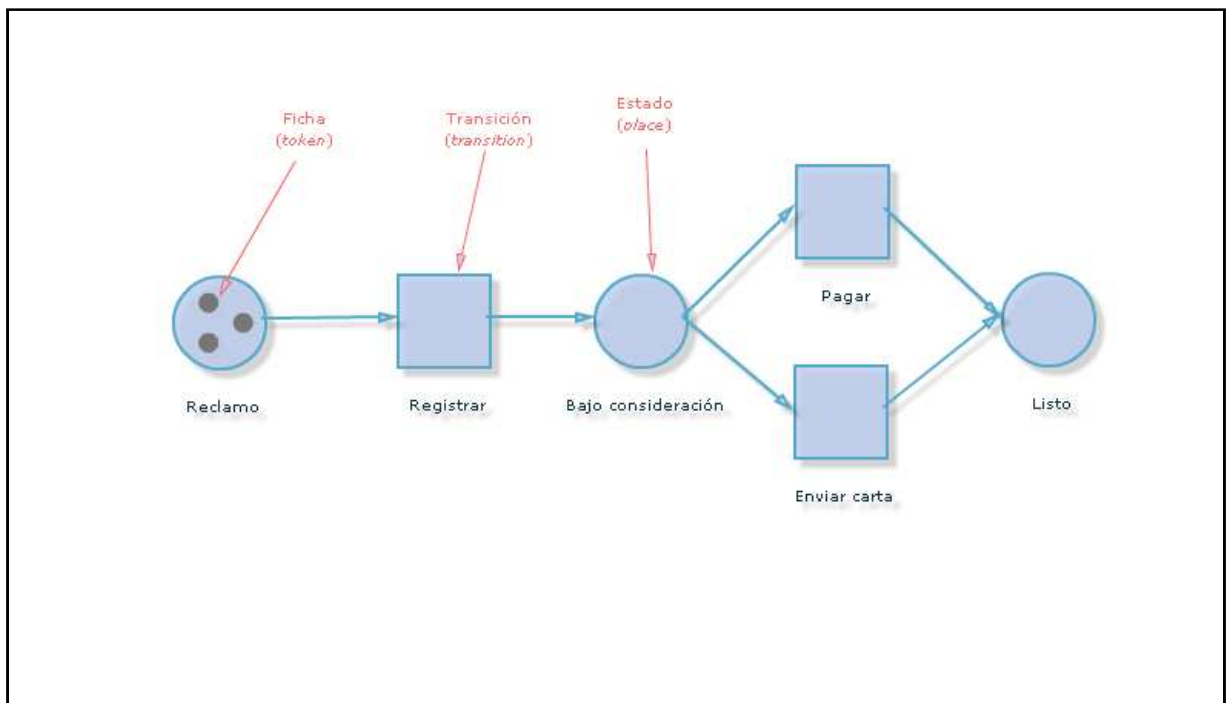 Ficha
(token)
Transición
(transition)
Estado
(place)
Pagar
Reclamo
Registrar
Bajo consideración
Listo
Enviar carta